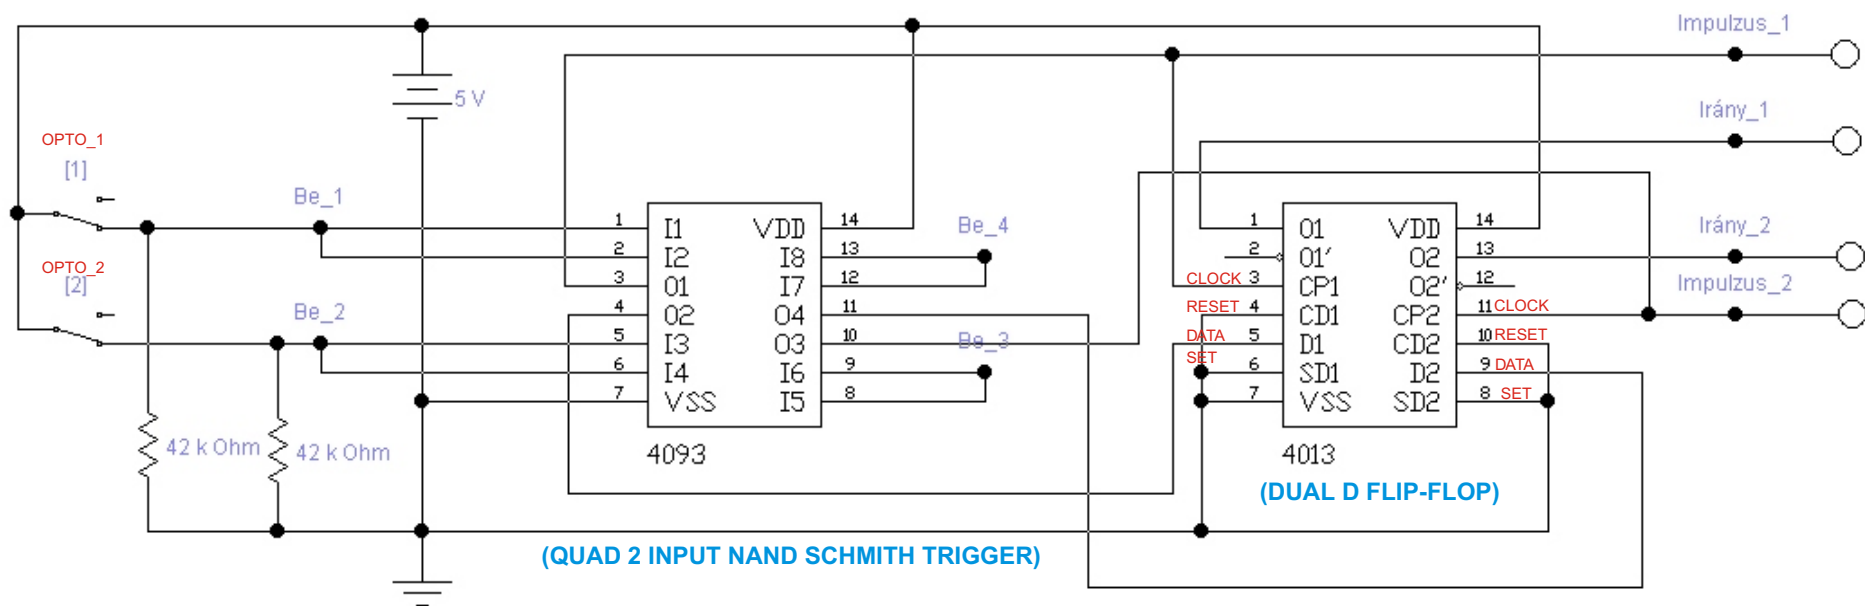 Impulzus_1
5 V
Irány_1
OPTO_1
[1]
Be_1
Be_4
Irány_2
OPTO_2
[2]
Be_2
Be_3
Impulzus_2
1 I1 VDD 14
2 I2 I8 13
3 O1 I7 12
4 O2 O4 11
5 I3 O3 10
6 I4 I6 9
7 VSS I5 8
4093
1 O1 VDD 14
2 O1' O2 13
CLOCK 3 CP1 O2' 12
RESET 4 CD1 CP2 11 CLOCK
DATA 5 D1 CD2 10 RESET
SET 6 SD1 D2 9 DATA
7 VSS SD2 8 SET
4013
42 k Ohm
42 k Ohm
(DUAL D FLIP-FLOP)
(QUAD 2 INPUT NAND SCHMITH TRIGGER)